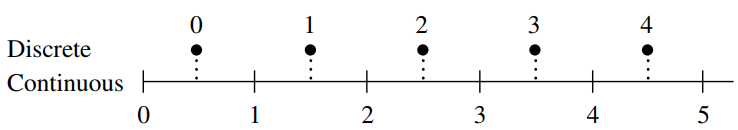 0 1 2 3 4
Discrete
Continuous
0 1 2 3 4 5